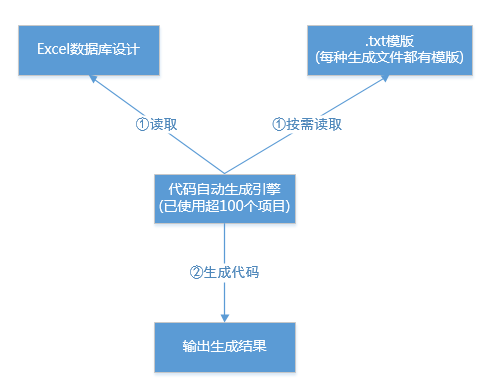 Excel数据库设计
.txt模版
(每种生成文件都有模版)
①读取
①按需读取
代码自动生成引擎
(已使用超100个项目)
②生成代码
输出生成结果